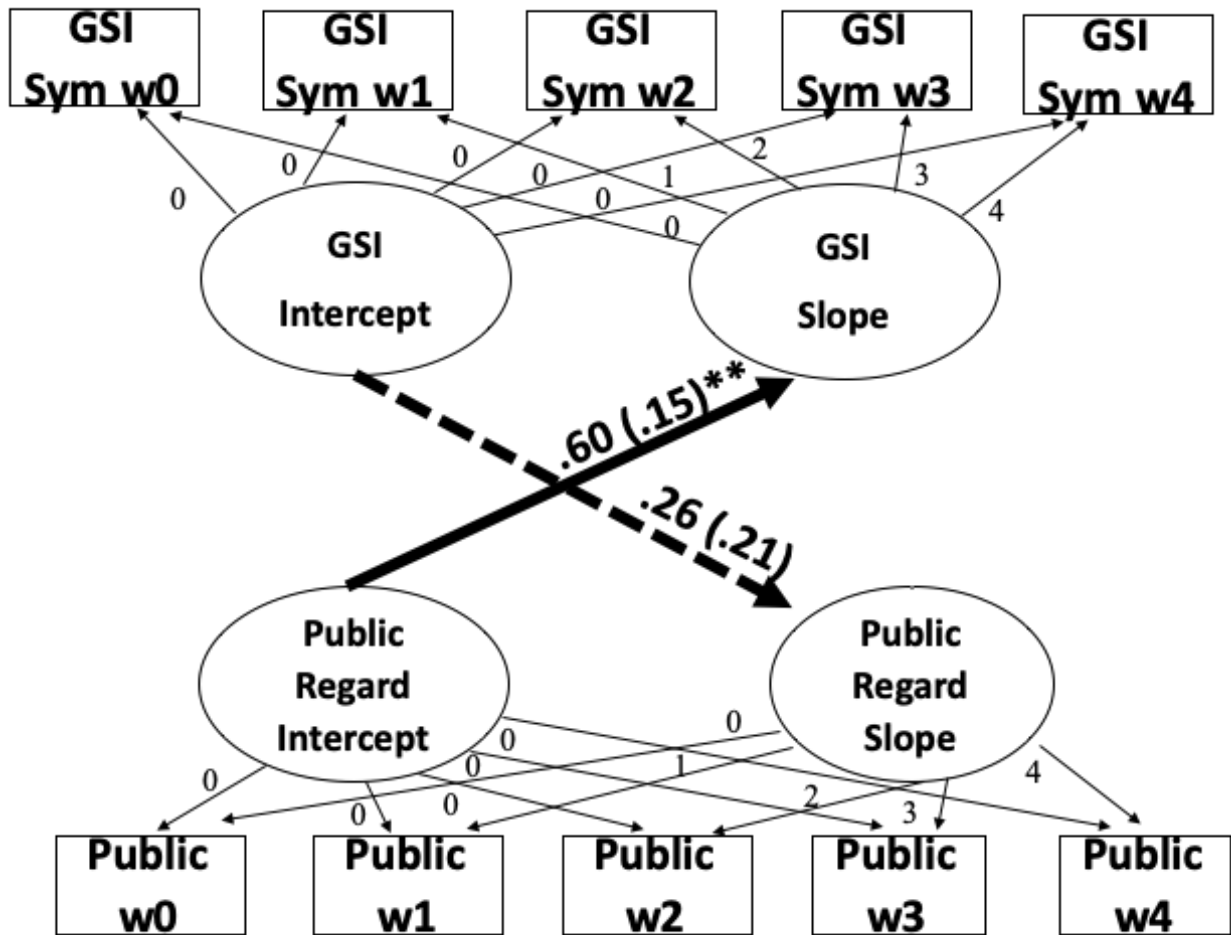 GSI
Sym w0
GSI
Sym w1
GSI
Sym w2
GSI
Sym w3
GSI
Sym w4
0
0
0
0
0
1
0
2
3
4
GSI
Intercept
GSI
Slope
.60 (.15)**
.26 (.21)
Public
Regard
Intercept
Public
Regard
Slope
0
0
0
0
0
0
1
2
3
4
Public
w0
Public
w1
Public
w2
Public
w3
Public
w4